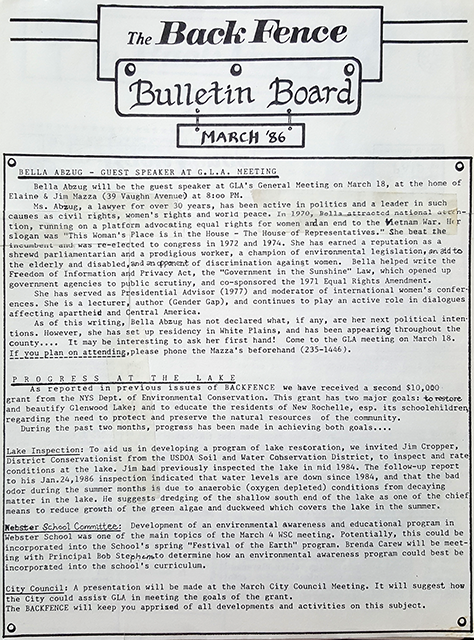 The Back Fence
Bulletin Board
MARCH '86
BELLA ABZUG - GUEST SPEAKER AT G.L.A. MEETING
Bella Abzug will be the guest speaker at GLA's General Meeting on March 18, at the home of
Elaine & Jim Mazza (39 Vaughn Avenue) at 8:00 PM.
Ms. Abzug, a lawyer for over 30 years, has been active in politics and a leader in such
causes as civil rights, women's rights and world peace. In 1970, Bella attracted national atten-
tion, running on a platform advocating equal rights for women and an end to the Vietnam War. Her
slogan was "This Woman's Place is in the House - The House of Representatives." She beat the
incumbent and was re-elected to congress in 1972 and 1974. She has earned a reputation as a
shrewd parliamentarian and a prodigious worker, a champion of environmental legislation, an aid to
the elderly and disabled, and an opponent of discrimination against women. Bella helped write the
Freedom of Information and Privacy Act, the "Government in the Sunshine" Law, which opened up
government agencies to public scrutiny, and co-sponsored the 1971 Equal Rights Amendment.
She has served as Presidential Advisor (1977) and moderator of international women's confer-
ences. She is a lecturer, author (Gender Gap), and continues to play an active role in dialogues
affecting apartheid and Central America.
As of this writing, Bella Abzug has not declared what, if any, are her next political inten-
tions. However, she has set up residency in White Plains, and has been appearing throughout the
county.... It may be interesting to ask her first hand! Come to the GLA meeting on March 18.
If you plan on attending, please phone the Mazza's beforehand (235-1446).
PROGRESS AT THE LAKE
As reported in previous issues of BACKFENCE we have received a second $10,000
grant from the NYS Dept. of Environmental Conservation. This grant has two major goals: to restore
and beautify Glenwood Lake; and to educate the residents of New Rochelle, esp. its schoolchildren,
regarding the need to protect and preserve the natural resources of the community.
During the past two months, progress has been made in achieving both goals....
Lake Inspection: To aid us in developing a program of lake restoration, we invited Jim Cropper,
District Conservationist from the USDOA Soil and Water Cohservation District, to inspect and rate
conditions at the lake. Jim had previously inspected the lake in mid 1984. The follow-up report
to his Jan.24,1986 inspection indicated that water levels are down since 1984, and that the bad
odor during the summer months is due to anaerobic (oxygen depleted) conditions from decaying
matter in the lake. He suggests dredging of the shallow south end of the lake as one of the chief
means to reduce growth of the green algae and duckweed which covers the lake in the summer.
Webster School Committee: Development of an environmental awareness and educational program in
Webster School was one of the main topics of the March 4 WSC meeting. Potentially, this could be
incorporated into the School's spring "Festival of the Earth" program. Brenda Carew will be meet-
ing with Principal Bob Stephan to determine how an environmental awareness program could best be
incorporated into the school's curriculum.
City Council: A presentation will be made at the March City Council Meeting. It will suggest how
the City could assist GLA in meeting the goals of the grant.
The BACKFENCE will keep you apprized of all developments and activities on this subject.